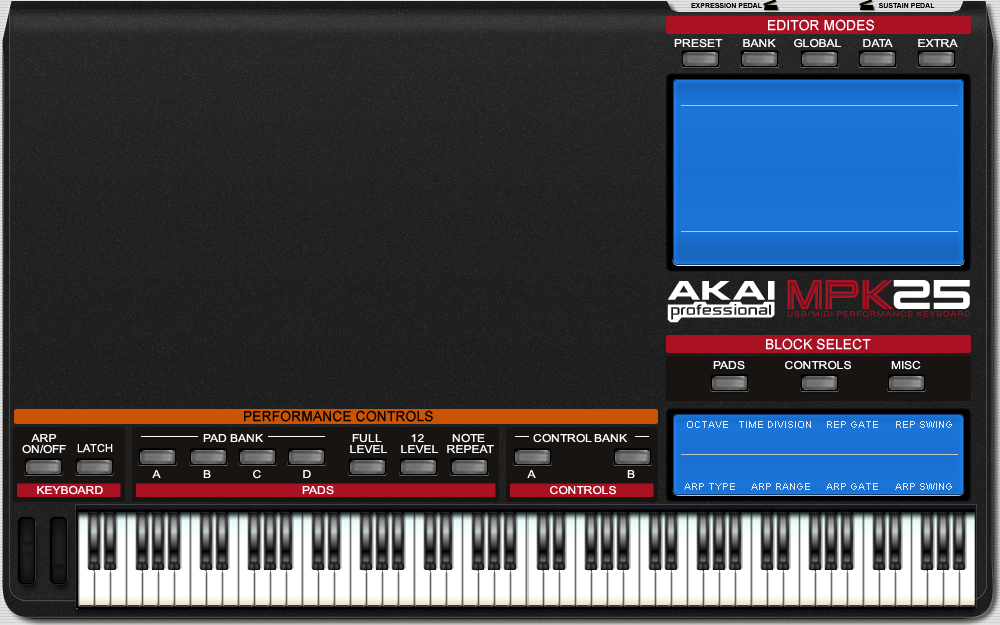 EXPRESSION PEDAL SUSTAIN PEDAL
EDITOR MODES
PRESET BANK GLOBAL DATA EXTRA
AKAI
professional
MPK25
USB/MIDI PERFORMANCE KEYBOARD
BLOCK SELECT
PADS CONTROLS MISC
PERFORMANCE CONTROLS
ARP
ON/OFF
LATCH
PAD BANK
A B C D
FULL
LEVEL
12
LEVEL
NOTE
REPEAT
CONTROL BANK
A B
KEYBOARD PADS CONTROLS
OCTAVE TIME DIVISION REP GATE REP SWING
ARP TYPE ARP RANGE ARP GATE ARP SWING